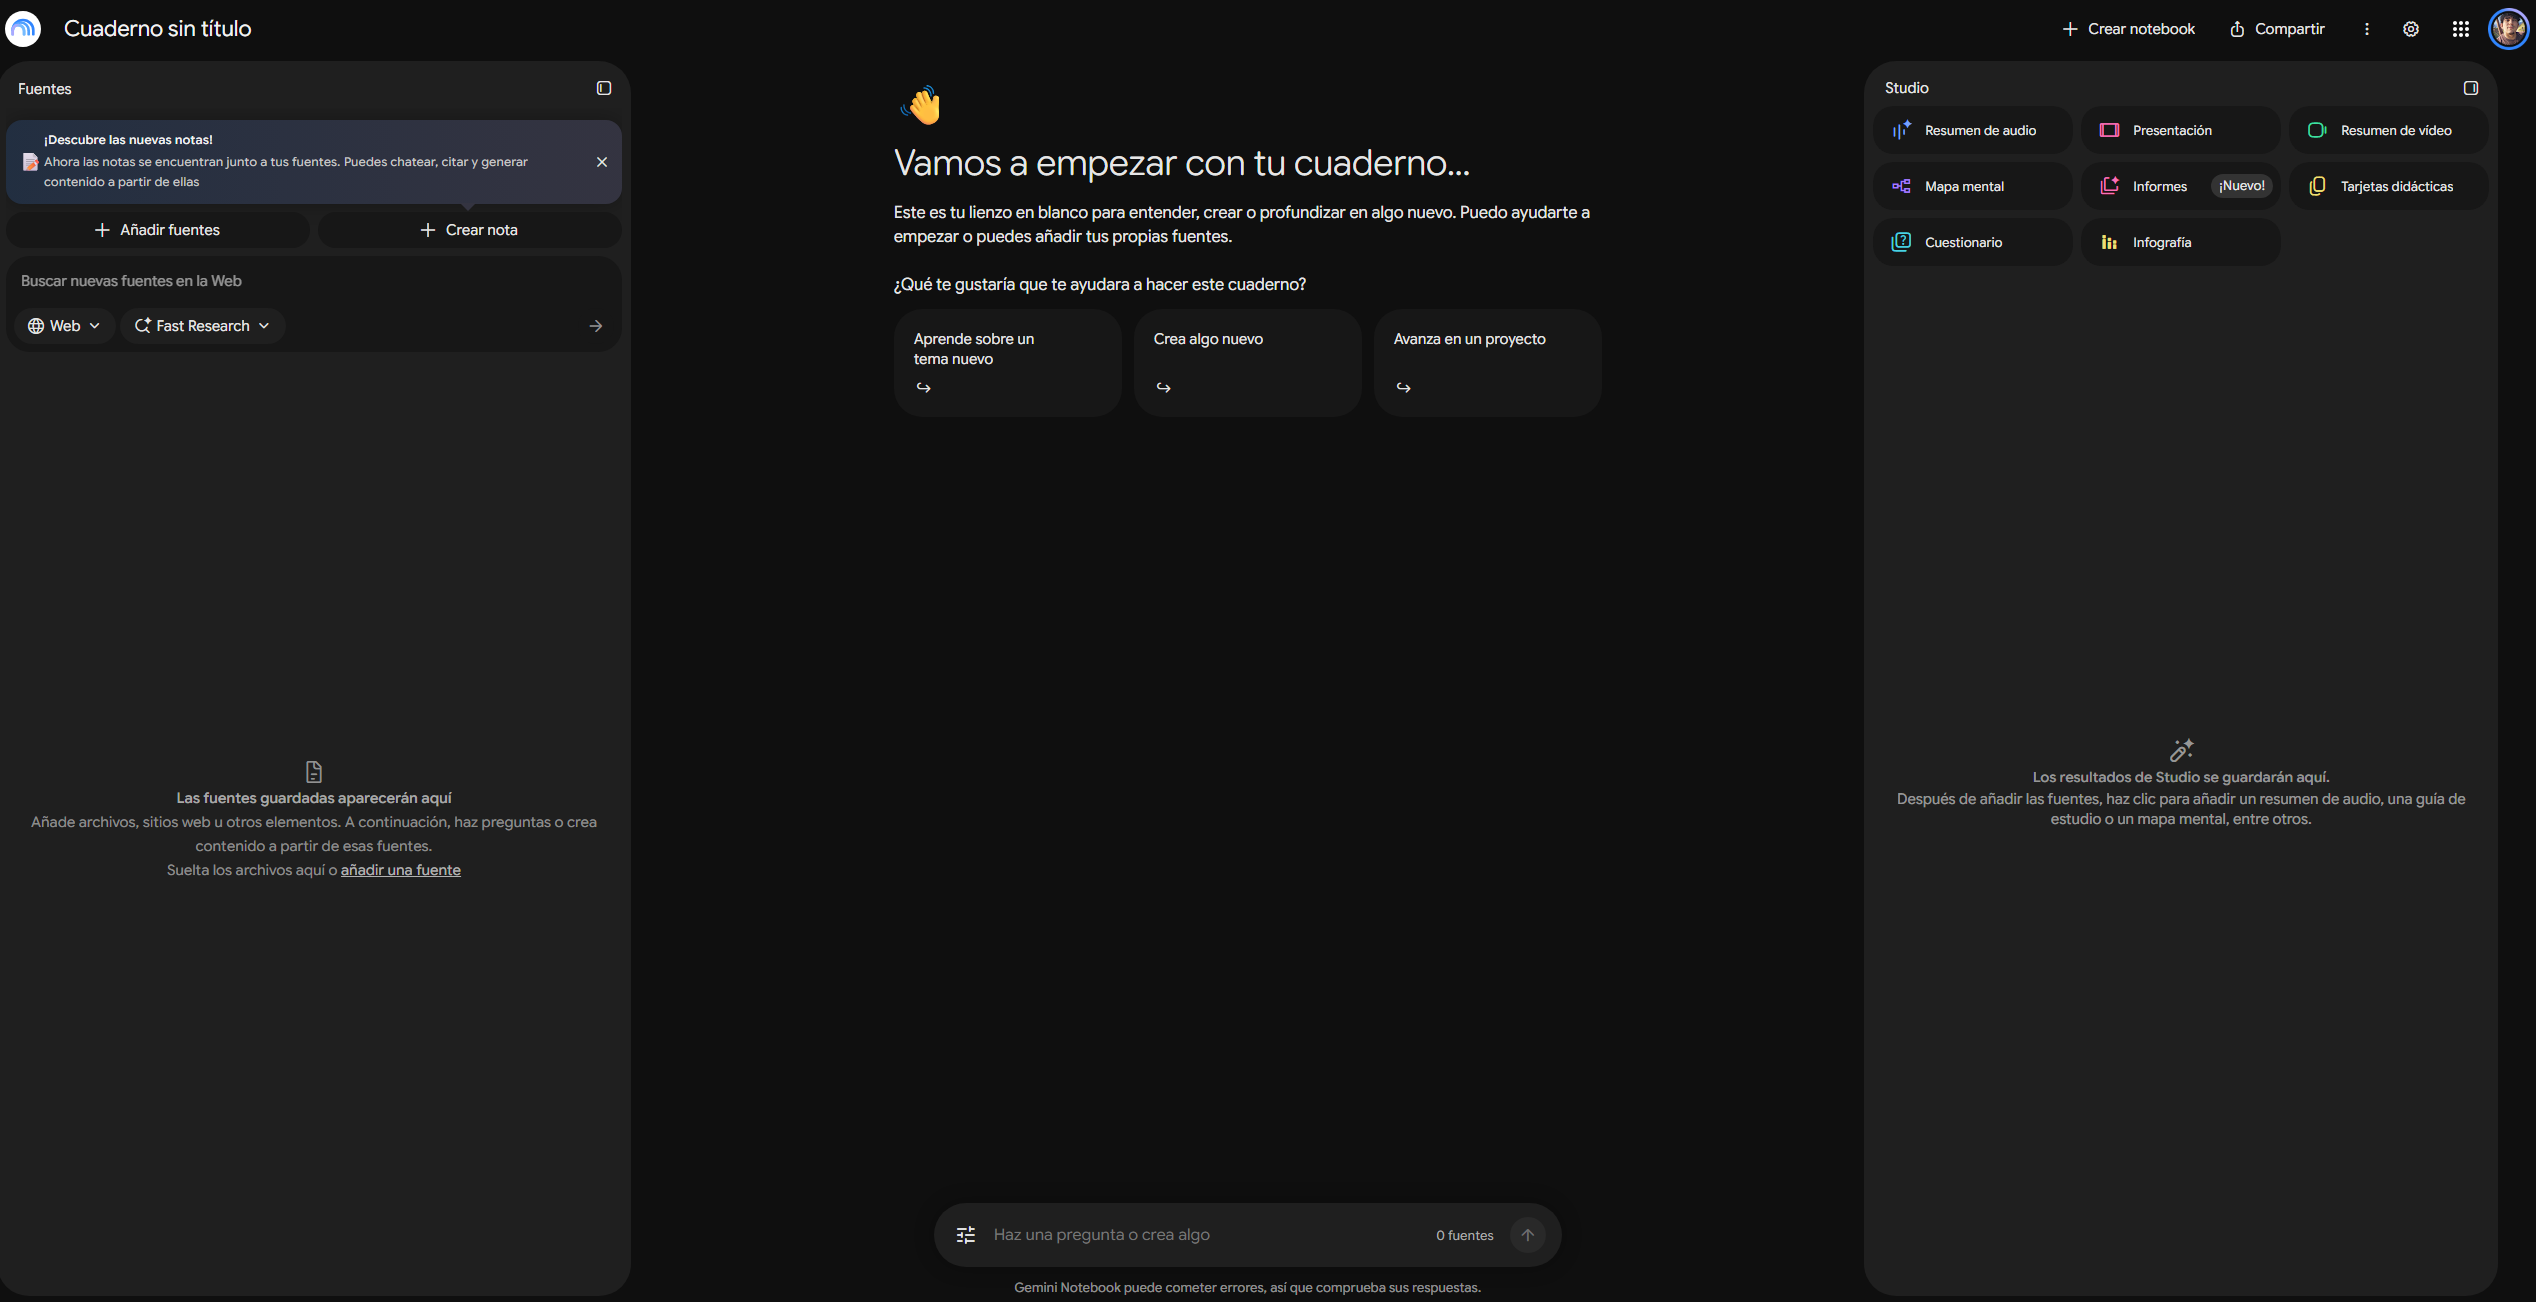 Cuaderno sin título
Crear notebook
Compartir
Fuentes
¡Descubre las nuevas notas!
Ahora las notas se encuentran junto a tus fuentes. Puedes chatear, citar y generar
contenido a partir de ellas
Añadir fuentes
Crear nota
Buscar nuevas fuentes en la Web
Web
Fast Research
Las fuentes guardadas aparecerán aquí
Añade archivos, sitios web u otros elementos. A continuación, haz preguntas o crea
contenido a partir de esas fuentes.
Suelta los archivos aquí o añadir una fuente
Vamos a empezar con tu cuaderno...
Este es tu lienzo en blanco para entender, crear o profundizar en algo nuevo. Puedo ayudarte a
empezar o puedes añadir tus propias fuentes.
¿Qué te gustaría que te ayudara a hacer este cuaderno?
Aprende sobre un
tema nuevo
Crea algo nuevo
Avanza en un proyecto
Haz una pregunta o crea algo
0 fuentes
Gemini Notebook puede cometer errores, así que comprueba sus respuestas.
Studio
Resumen de audio
Presentación
Resumen de vídeo
Mapa mental
Informes
¡Nuevo!
Tarjetas didácticas
Cuestionario
Infografía
Los resultados de Studio se guardarán aquí.
Después de añadir las fuentes, haz clic para añadir un resumen de audio, una guía de
estudio o un mapa mental, entre otros.